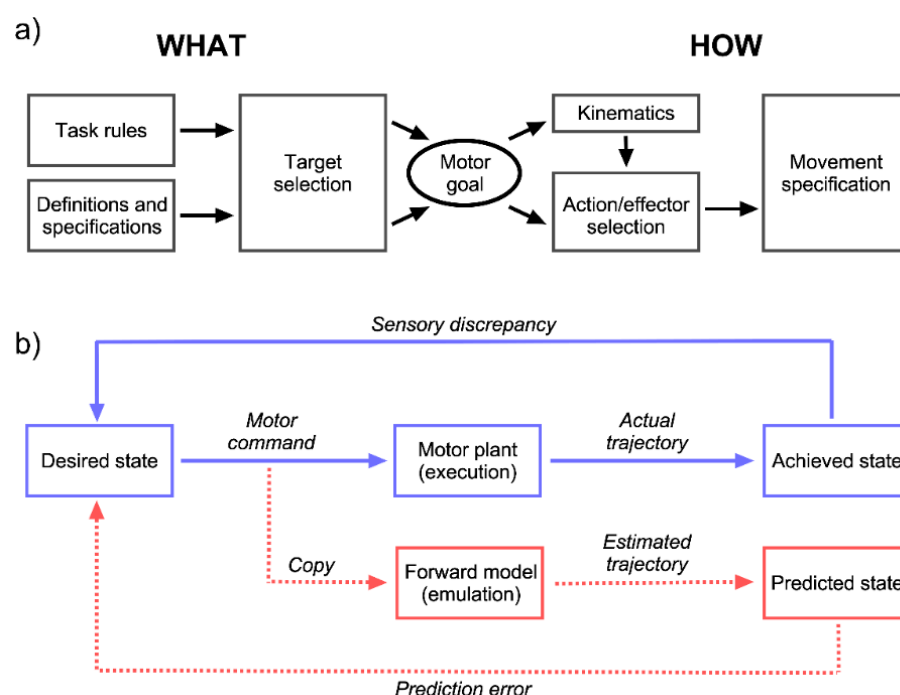 a)
WHAT
HOW
Task rules
Definitions and
specifications
Target
selection
Motor
goal
Kinematics
Action/effector
selection
Movement
specification
b)
Sensory discrepancy
Desired state
Motor
command
Motor plant
(execution)
Actual
trajectory
Achieved state
Copy
Forward model
(emulation)
Estimated
trajectory
Predicted state
Prediction error